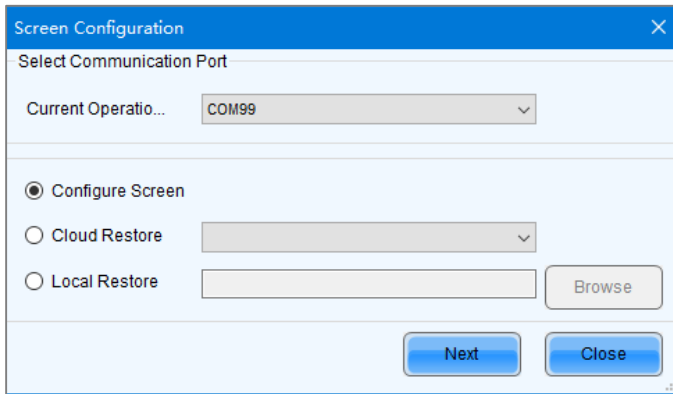 Screen Configuration
Select Communication Port
Current Operatio... COM99
Configure Screen
Cloud Restore
Local Restore Browse
Next Close